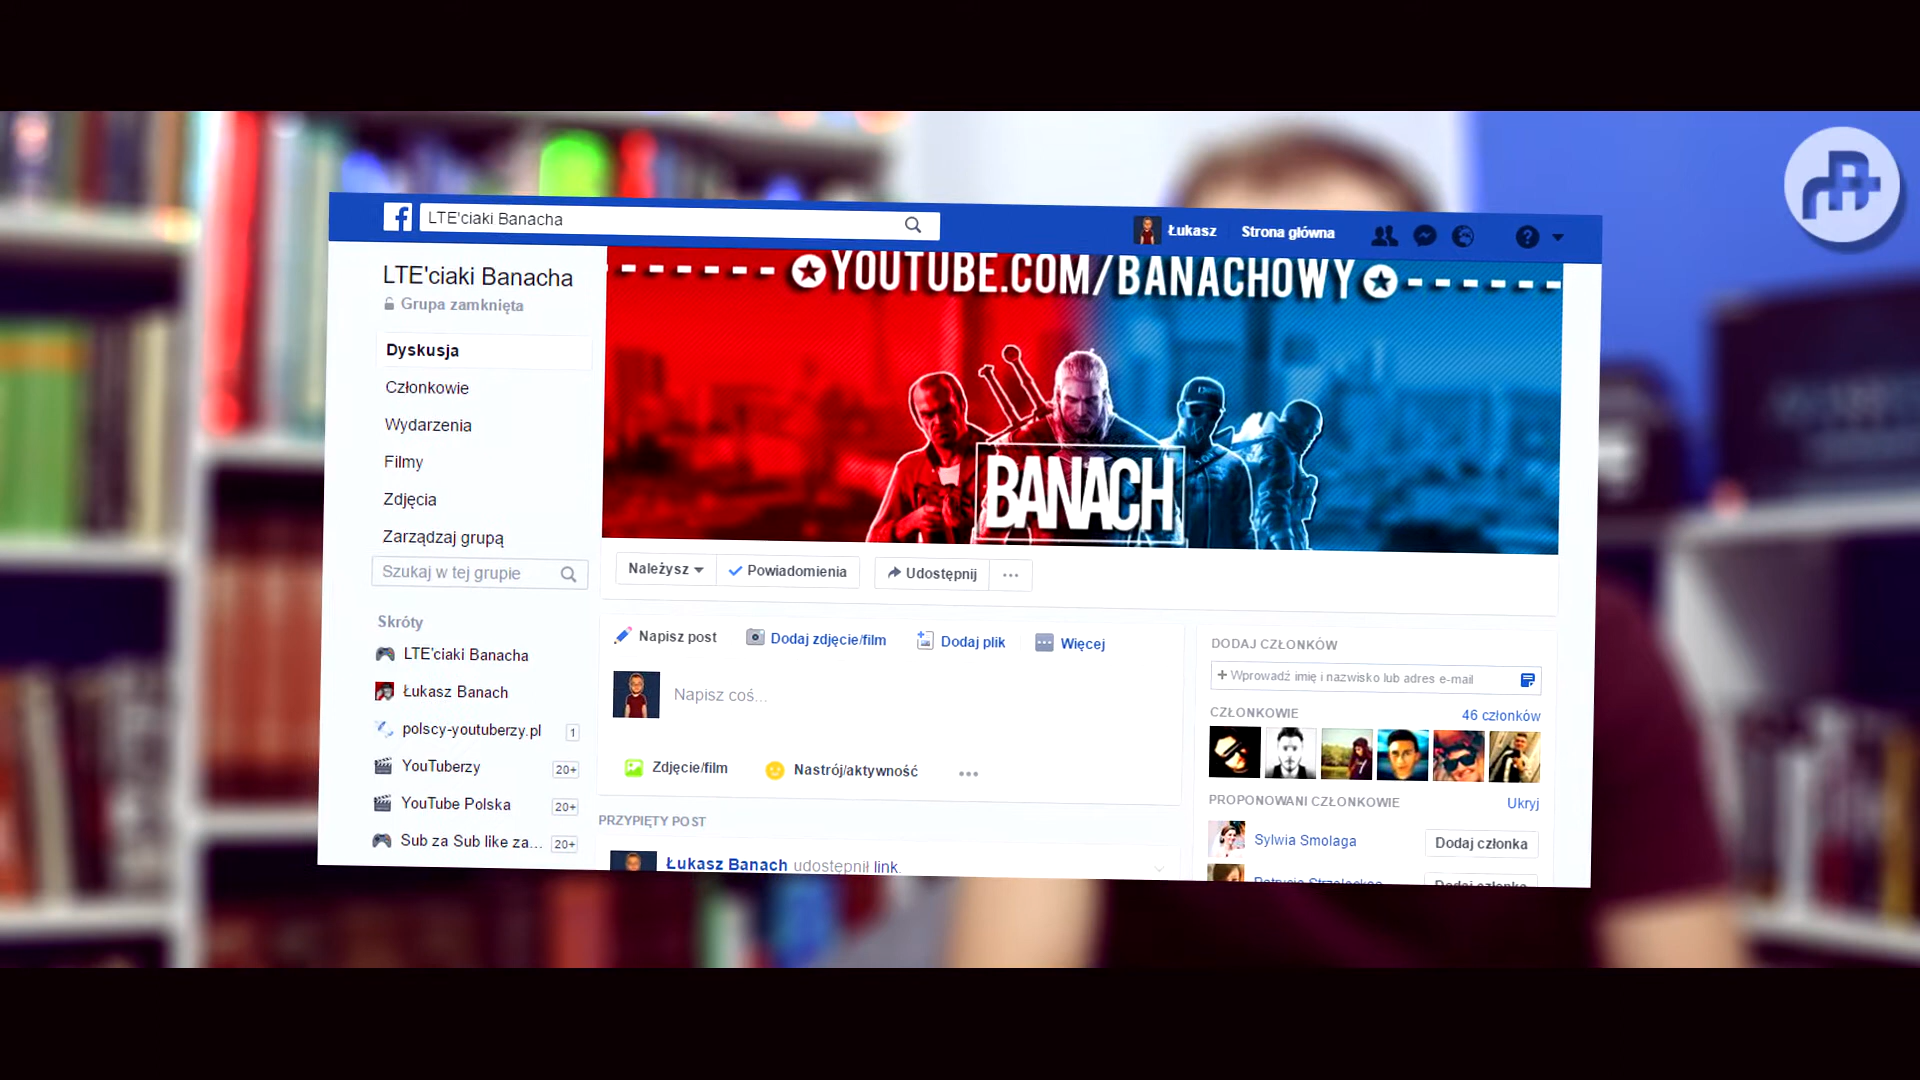 LTE'ciaki Banacha
Łukasz
Strona główna
LTE'ciaki Banacha
Grupa zamknięta
Dyskusja
Członkowie
Wydarzenia
Filmy
Zdjęcia
Zarządzaj grupą
Szukaj w tej grupie
Skróty
LTE'ciaki Banacha
Łukasz Banach
polscy-youtuberzy.pl 1
YouTuberzy 20+
YouTube Polska 20+
Sub za Sub like za... 20+
YOUTUBE.COM/BANACHOWY
BANACH
Należysz
Powiadomienia
Udostępnij
Napisz post
Dodaj zdjęcie/film
Dodaj plik
Więcej
Napisz coś...
Zdjęcie/film
Nastrój/aktywność
PRZYPIĘTY POST
Łukasz Banach udostępnił link.
DODAJ CZŁONKÓW
+ Wprowadź imię i nazwisko lub adres e-mail
CZŁONKOWIE
46 członków
PROPONOWANI CZŁONKOWIE
Ukryj
Sylwia Smolaga
Dodaj członka
Dodaj członka